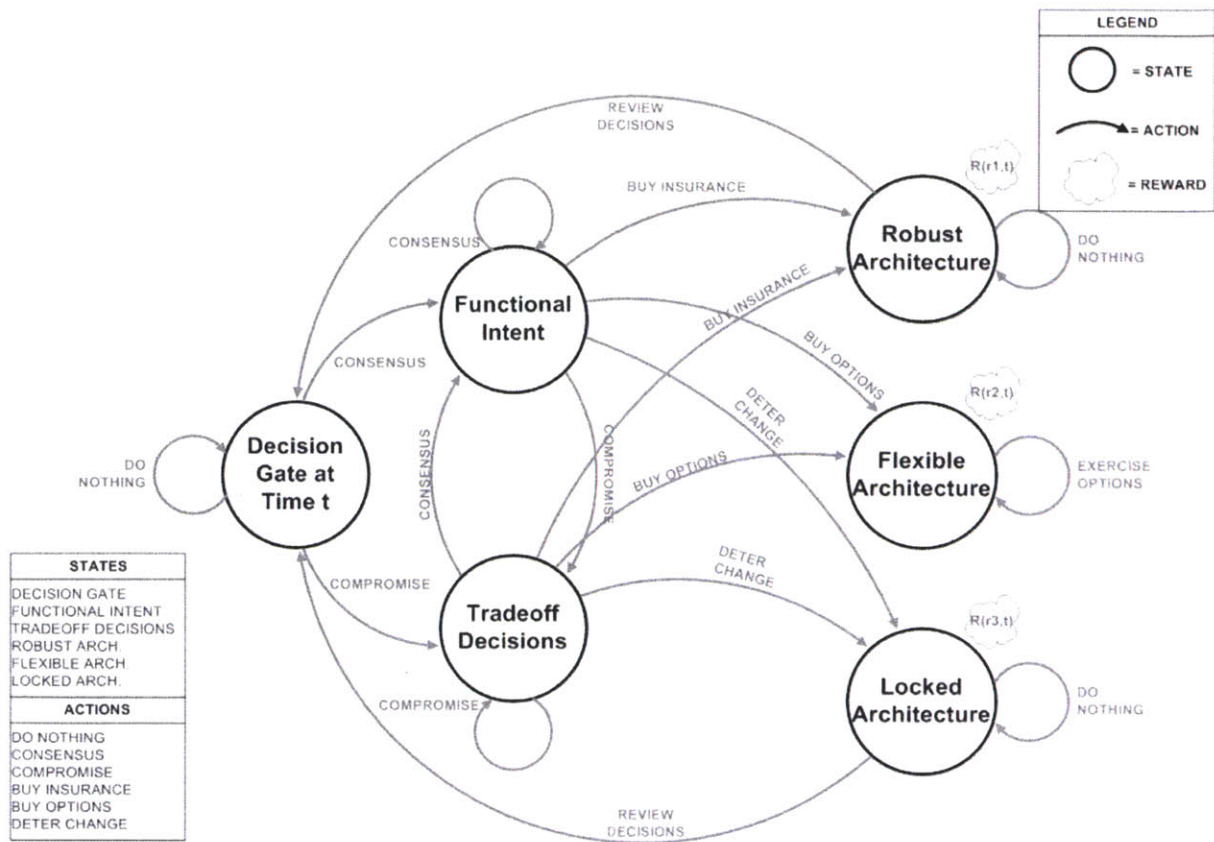 LEGEND
= STATE
= ACTION
= REWARD
REVIEW
DECISIONS
R(r1,t)
BUY INSURANCE
CONSENSUS
Robust
Architecture
DO
NOTHING
Functional
Intent
BUY INSURANCE
CONSENSUS
BUY OPTIONS
R(r2,t)
DETER
CHANGE
Decision
Gate at
Time t
DO
NOTHING
CONSENSUS
COMPROMISE
BUY OPTIONS
Flexible
Architecture
EXERCISE
OPTIONS
DETER
CHANGE
COMPROMISE
Tradeoff
Decisions
R(r3,t)
COMPROMISE
Locked
Architecture
DO
NOTHING
REVIEW
DECISIONS
STATES
DECISION GATE
FUNCTIONAL INTENT
TRADEOFF DECISIONS
ROBUST ARCH.
FLEXIBLE ARCH.
LOCKED ARCH.
ACTIONS
DO NOTHING
CONSENSUS
COMPROMISE
BUY INSURANCE
BUY OPTIONS
DETER CHANGE